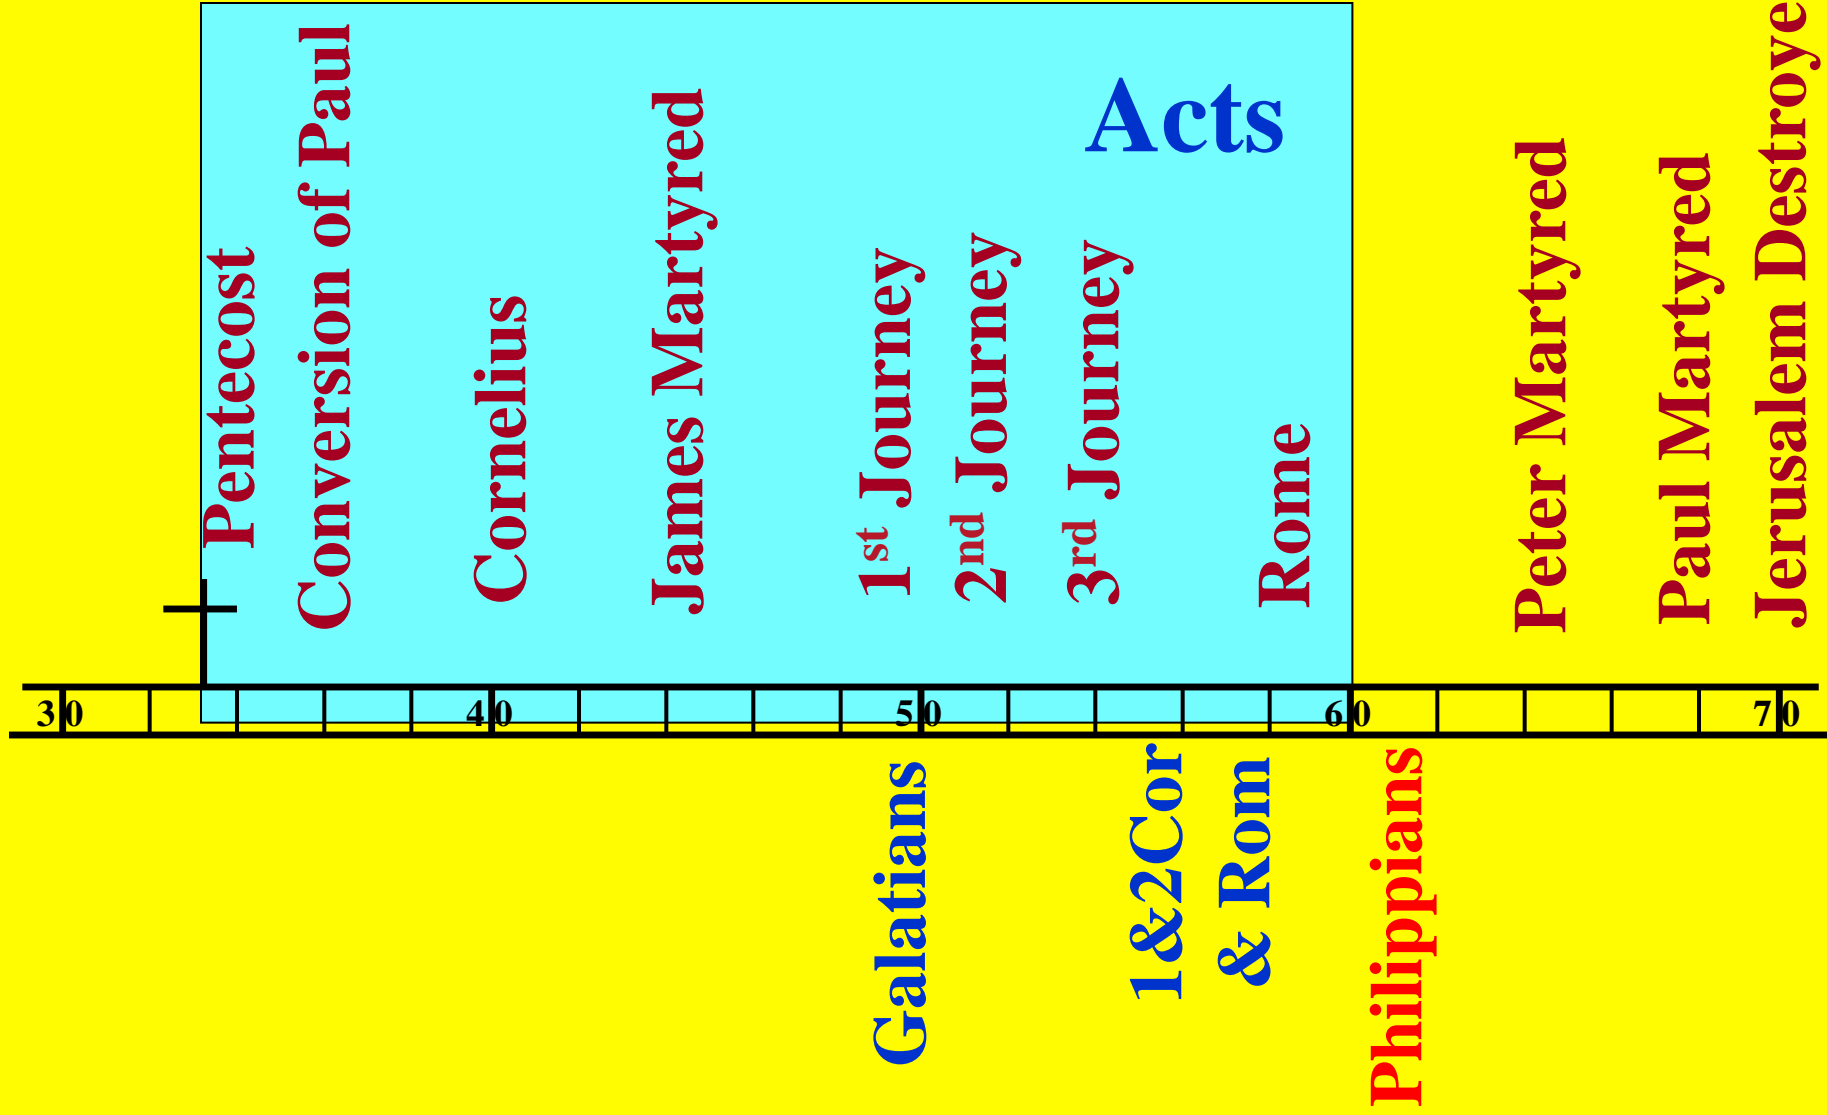 Pentecost
Conversion of Paul
Cornelius
James Martyred
1st Journey
2nd Journey
3rd Journey
Rome
Acts
Peter Martyred
Paul Martyred
Jerusalem Destroye
30
40
50
60
70
Galatians
1&2Cor
& Rom
Philippians